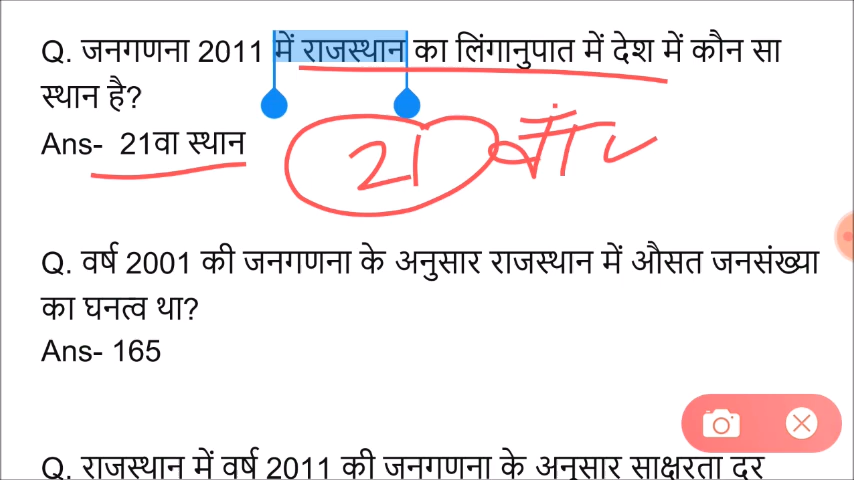 Q. जनगणना 2011 में राजस्थान का लिंगानुपात में देश में कौन सा
स्थान है?
Ans- 21वा स्थान
21 वां
Q. वर्ष 2001 की जनगणना के अनुसार राजस्थान में औसत जनसंख्या
का घनत्व था?
Ans- 165
Q. राजस्थान में वर्ष 2011 की जनगणना के अनुसार साक्षरता दर